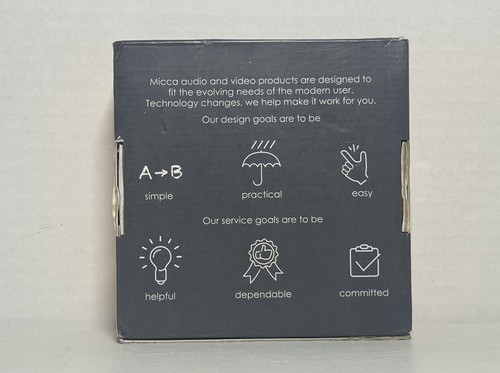 Micca audio and video products are designed to
fit the evolving needs of the modern user.
Technology changes, we help make it work for you.
Our design goals are to be
A→B
simple practical easy
Our service goals are to be
helpful dependable committed